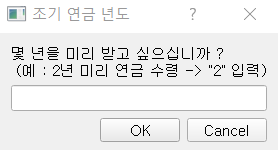 조기 연금 년도
?
몇 년을 미리 받고 싶으십니까 ?
(예 : 2년 미리 연금 수령 -> "2" 입력)
OK Cancel